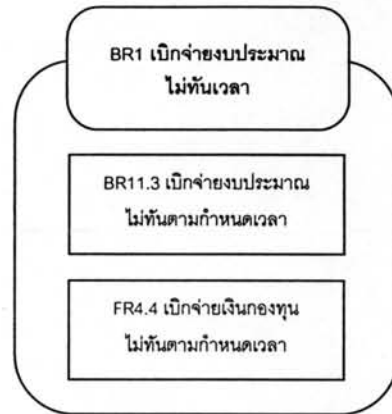 BR1 เบิกจ่ายงบประมาณ
ไม่ทันเวลา
BR11.3 เบิกจ่ายงบประมาณ
ไม่ทันตามกำหนดเวลา
FR4.4 เบิกจ่ายเงินกองทุน
ไม่ทันตามกำหนดเวลา